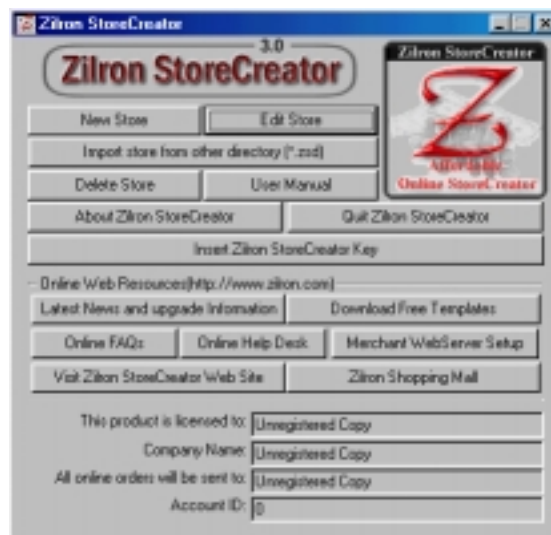 Zilron StoreCreator
3.0
Zilron StoreCreator
Zilron StoreCreator
Z
Affordable
Online StoreCreator
New Store
Edit Store
Import store from other directory (*.zsd)
Delete Store
User Manual
About Zilron StoreCreator
Quit Zilron StoreCreator
Insert Zilron StoreCreator Key
Online Web Resources(http://www.zilron.com)
Latest News and upgrade Information
Download Free Templates
Online FAQs
Online Help Desk
Merchant WebServer Setup
Visit Zilron StoreCreator Web Site
Zilron Shopping Mall
This product is licensed to: Unregistered Copy
Company Name: Unregistered Copy
All online orders will be sent to: Unregistered Copy
Account ID: 0